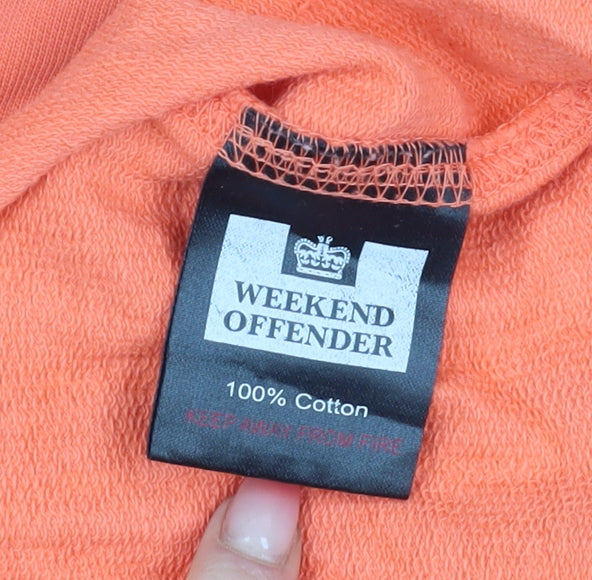 WEEKEND
OFFENDER
100% Cotton
KEEP AWAY FROM FIRE